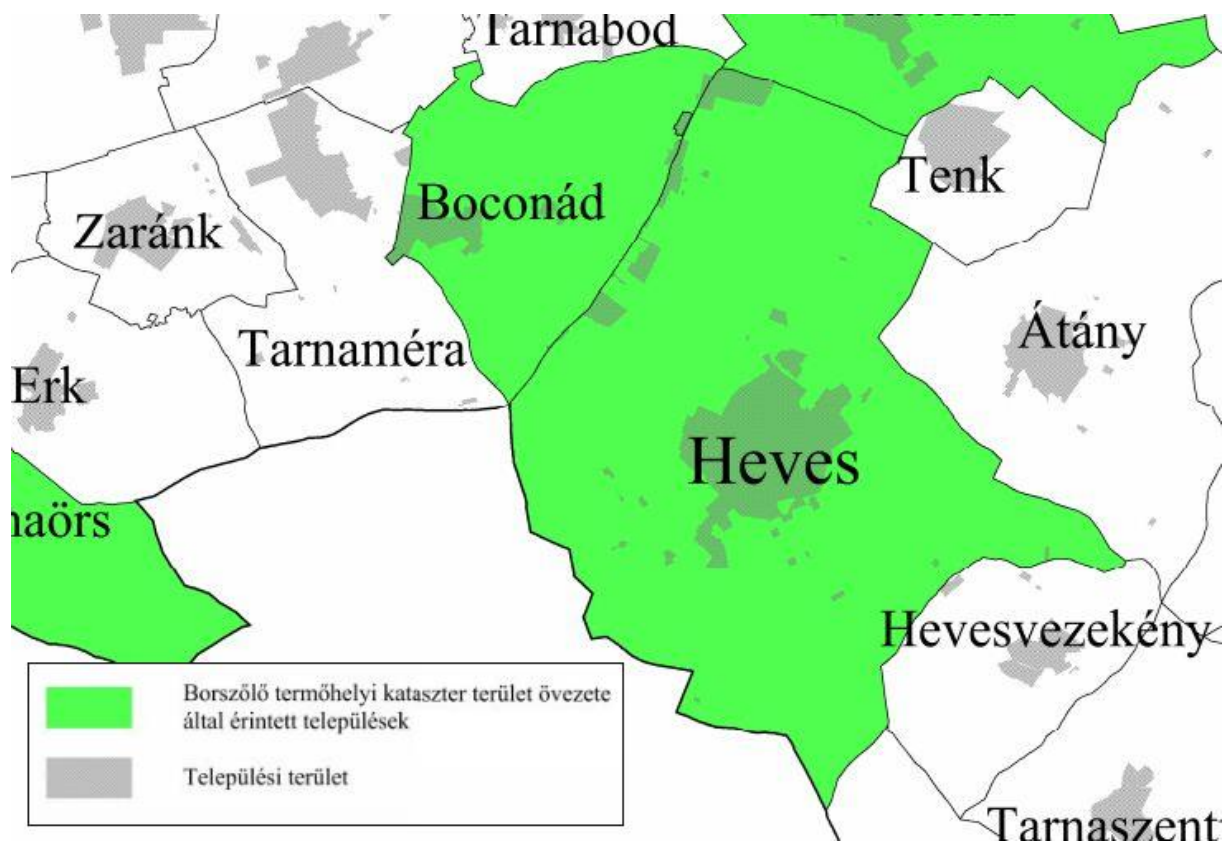 Tarnabod
Tenk
Boconád
Zaránk
Átány
Tarnaméra
Erk
Heves
naörs
Hevesvezekény
Borszőlő termőhelyi kataszter terület övezete
által érintett települések
Települési terület
Tarnaszent